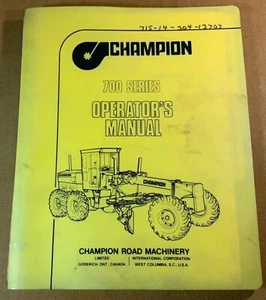 715-14-304-13707
CHAMPION
700 SERIES
OPERATOR'S
MANUAL
CHAMPION
CHAMPION ROAD MACHINERY
LIMITED INTERNATIONAL CORPORATION
GODERICH, ONT., CANADA WEST COLUMBIA, S.C., U.S.A.